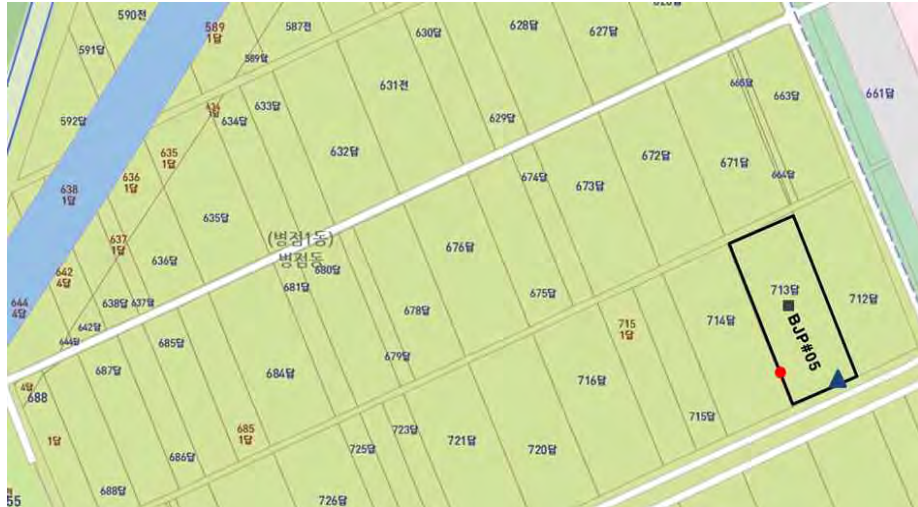 590전
589
1답
587전
628답
627답
630답
591답
589답
631전
665답
663답
661답
592답
634
1답
633답
634답
629답
635
1답
632답
672답
671답
636
1답
674답
673답
664답
638
1답
635답
(병점1동)
병점동
637
1답
676답
636답
680답
642
4답
681답
675답
713답
712답
644
4답
638답
637답
678답
714답
715
1답
642답
644답
685답
BJP#05
679답
687답
684답
716답
4답
688
715답
723답
685
1답
721답
1답
725답
720답
686답
688답
726답
55